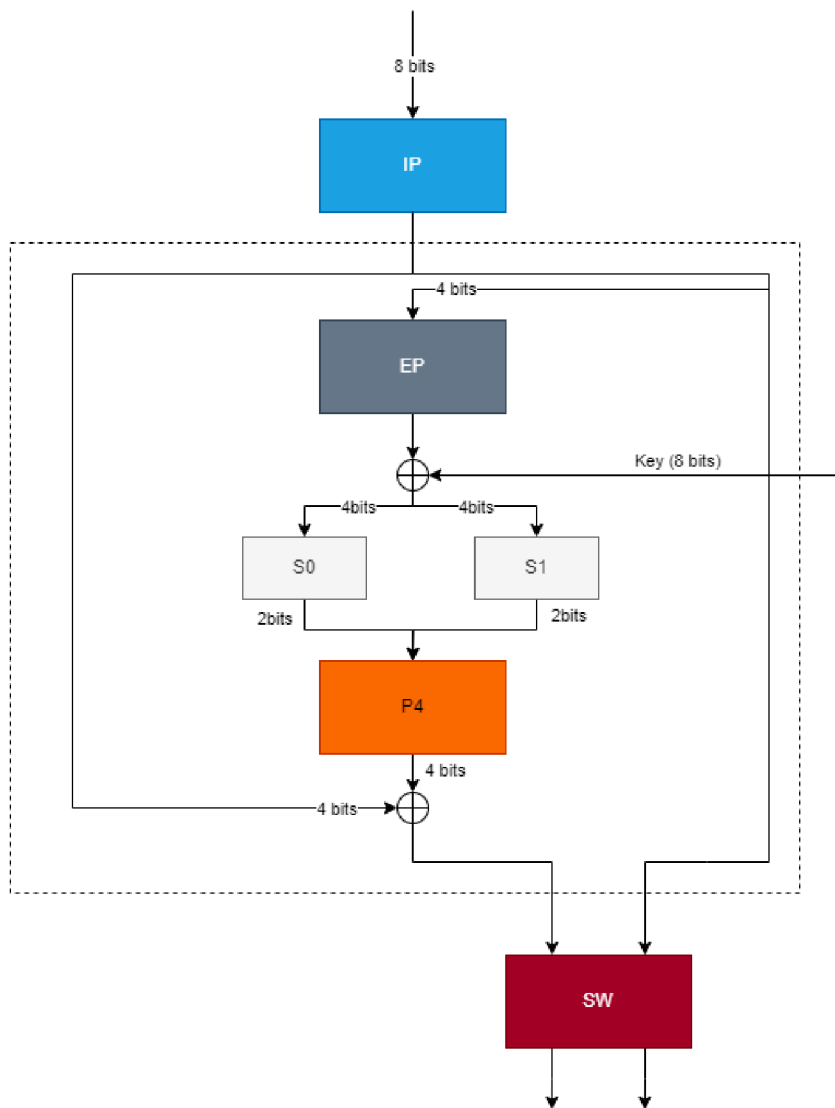 8 bits
IP
4 bits
EP
Key (8 bits)
4bits
4bits
S0
S1
2bits
2bits
P4
4 bits
4 bits
SW